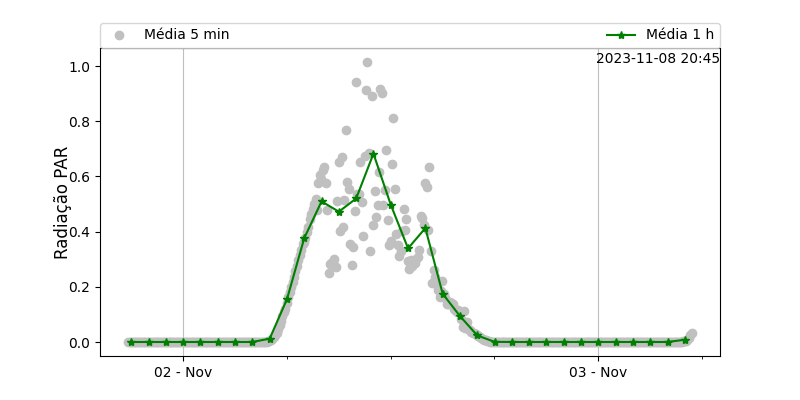 Média 5 min
Média 1 h
2023-11-08 20:45
Radiação PAR
1.0
0.8
0.6
0.4
0.2
0.0
02 - Nov
03 - Nov